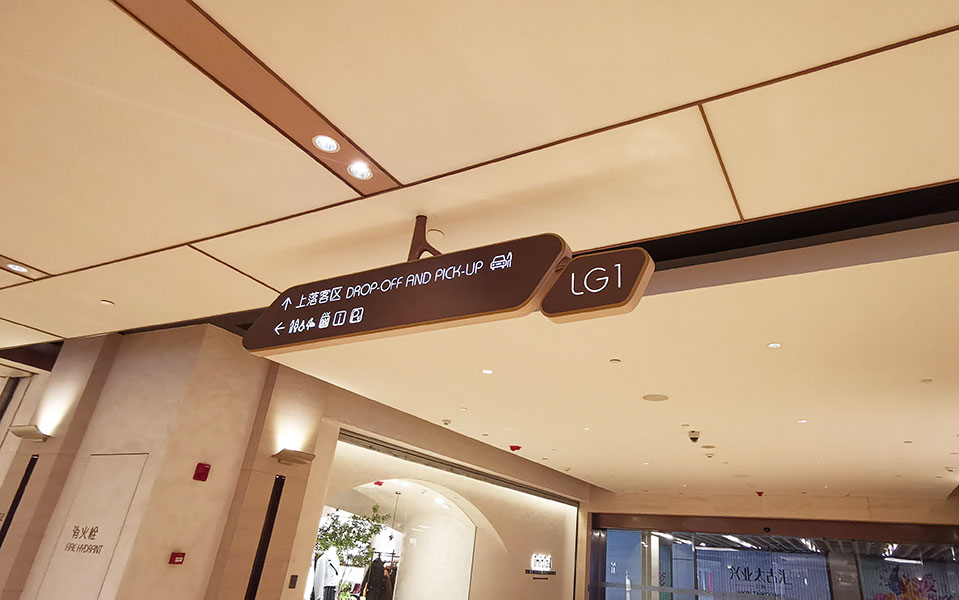 上落客区 DROP-OFF AND PICK-UP
LG1
消火栓
FIRE HYDRANT